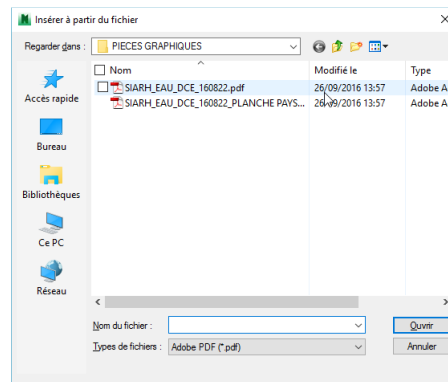 Insérer à partir du fichier
Regarder dans : PIECES GRAPHIQUES
Nom Modifié le Type
SIARH_EAU_DCE_160822.pdf 26/09/2016 13:57 Adobe A
SIARH_EAU_DCE_160822_PLANCHE PAYS... 26/09/2016 13:57 Adobe A
Accès rapide
Bureau
Bibliothèques
Ce PC
Réseau
Nom du fichier : Ouvrir
Types de fichiers : Adobe PDF (*.pdf) Annuler